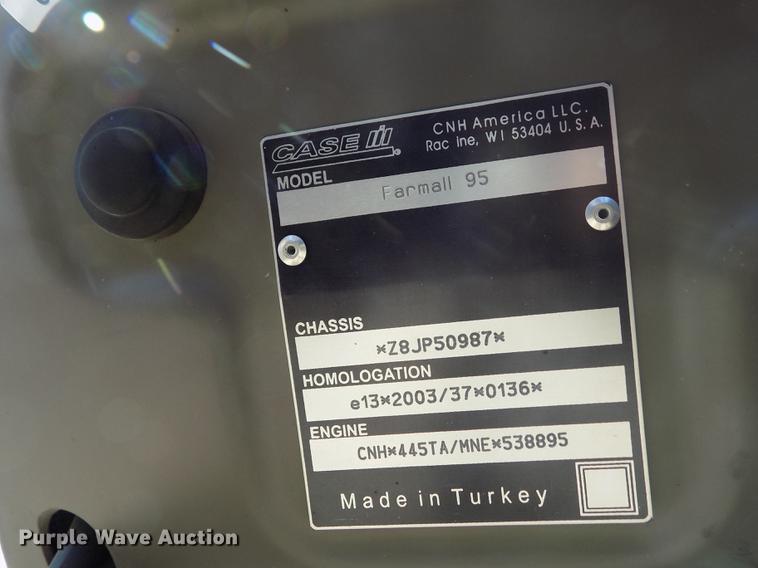 CASE IH
CNH America LLC.
Rac ine, WI 53404 U.S.A.
MODEL
Farmall 95
CHASSIS
*Z8JP50987*
HOMOLOGATION
e13*2003/37*0136*
ENGINE
CNH*445TA/MNE*538895
Made in Turkey
Purple Wave Auction